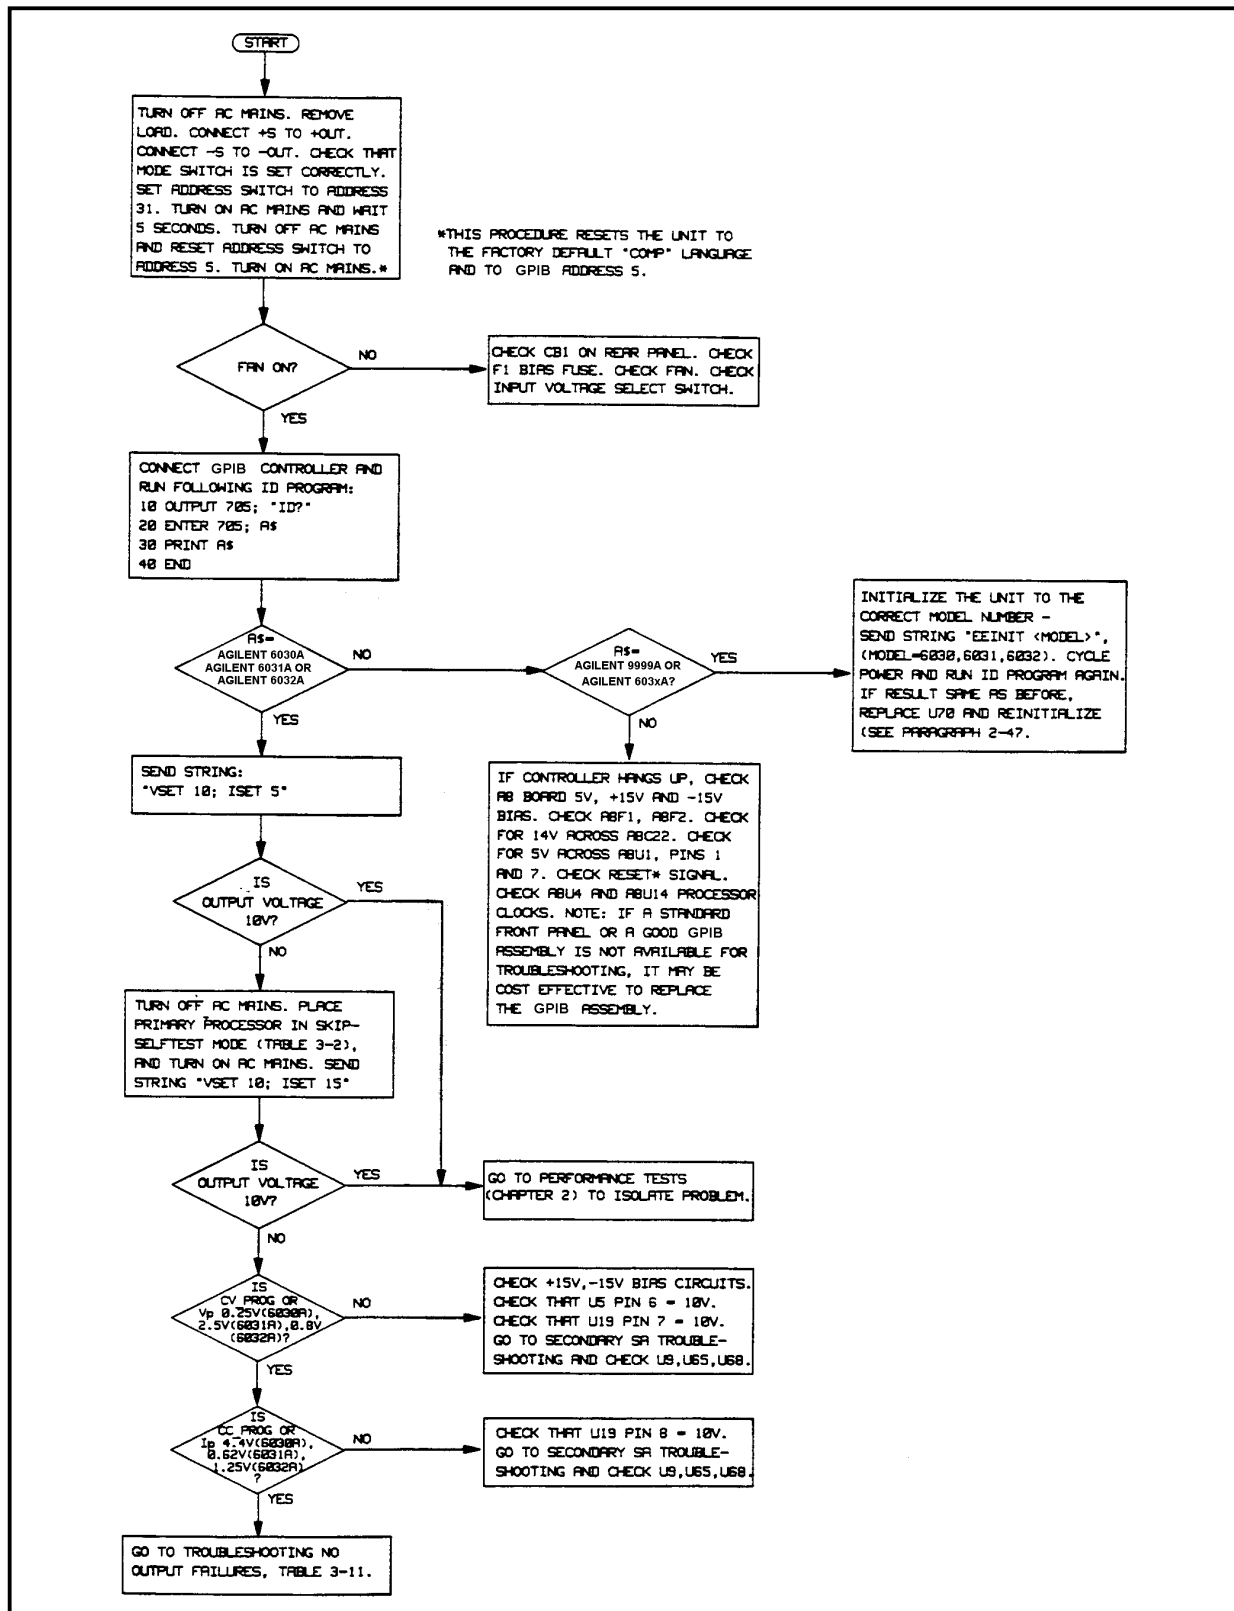 START
TURN OFF AC MAINS. REMOVE
LOAD. CONNECT +S TO +OUT.
CONNECT -S TO -OUT. CHECK THAT
MODE SWITCH IS SET CORRECTLY.
SET ADDRESS SWITCH TO ADDRESS
31. TURN ON AC MAINS AND WAIT
5 SECONDS. TURN OFF AC MAINS
AND RESET ADDRESS SWITCH TO
ADDRESS 5. TURN ON AC MAINS.*
*THIS PROCEDURE RESETS THE UNIT TO
THE FACTORY DEFAULT "COMP" LANGUAGE
AND TO GPIB ADDRESS 5.
FAN ON?
NO
YES
CHECK CB1 ON REAR PANEL. CHECK
F1 BIAS FUSE. CHECK FAN. CHECK
INPUT VOLTAGE SELECT SWITCH.
CONNECT GPIB CONTROLLER AND
RUN FOLLOWING ID PROGRAM:
10 OUTPUT 705; "ID?"
20 ENTER 705; A$
30 PRINT A$
40 END
A$=
AGILENT 6030A
AGILENT 6031A OR
AGILENT 6032A
NO
YES
A$=
AGILENT 9999A OR
AGILENT 603xA?
YES
NO
INITIALIZE THE UNIT TO THE
CORRECT MODEL NUMBER -
SEND STRING "EEINIT <MODEL>",
(MODEL=6030,6031,6032). CYCLE
POWER AND RUN ID PROGRAM AGAIN.
IF RESULT SAME AS BEFORE,
REPLACE U70 AND REINITIALIZE
(SEE PARAGRAPH 2-47.
SEND STRING:
"VSET 10; ISET 5"
IF CONTROLLER HANGS UP, CHECK
A8 BOARD 5V, +15V AND -15V
BIAS. CHECK A8F1, A8F2. CHECK
FOR 14V ACROSS A8C22. CHECK
FOR 5V ACROSS A8U1, PINS 1
AND 7. CHECK RESET* SIGNAL.
CHECK A8U4 AND A8U14 PROCESSOR
CLOCKS. NOTE: IF A STANDARD
FRONT PANEL OR A GOOD GPIB
ASSEMBLY IS NOT AVAILABLE FOR
TROUBLESHOOTING, IT MAY BE
COST EFFECTIVE TO REPLACE
THE GPIB ASSEMBLY.
IS
OUTPUT VOLTAGE
10V?
YES
NO
TURN OFF AC MAINS. PLACE
PRIMARY PROCESSOR IN SKIP-
SELFTEST MODE (TABLE 3-2),
AND TURN ON AC MAINS. SEND
STRING "VSET 10; ISET 15"
IS
OUTPUT VOLTAGE
10V?
YES
NO
GO TO PERFORMANCE TESTS
(CHAPTER 2) TO ISOLATE PROBLEM.
IS
CV PROG OR
Vp 0.25V(6030A),
2.5V(6031A),0.8V
(6032A)?
NO
YES
CHECK +15V,-15V BIAS CIRCUITS.
CHECK THAT U5 PIN 6 = 10V.
CHECK THAT U19 PIN 7 = 10V.
GO TO SECONDARY SA TROUBLE-
SHOOTING AND CHECK U9,U65,U68.
IS
CC PROG OR
Ip 4.4V(6030A),
0.62V(6031A),
1.25V(6032A)
?
NO
YES
CHECK THAT U19 PIN 8 = 10V.
GO TO SECONDARY SA TROUBLE-
SHOOTING AND CHECK U9,U65,U68.
GO TO TROUBLESHOOTING NO
OUTPUT FAILURES, TABLE 3-11.